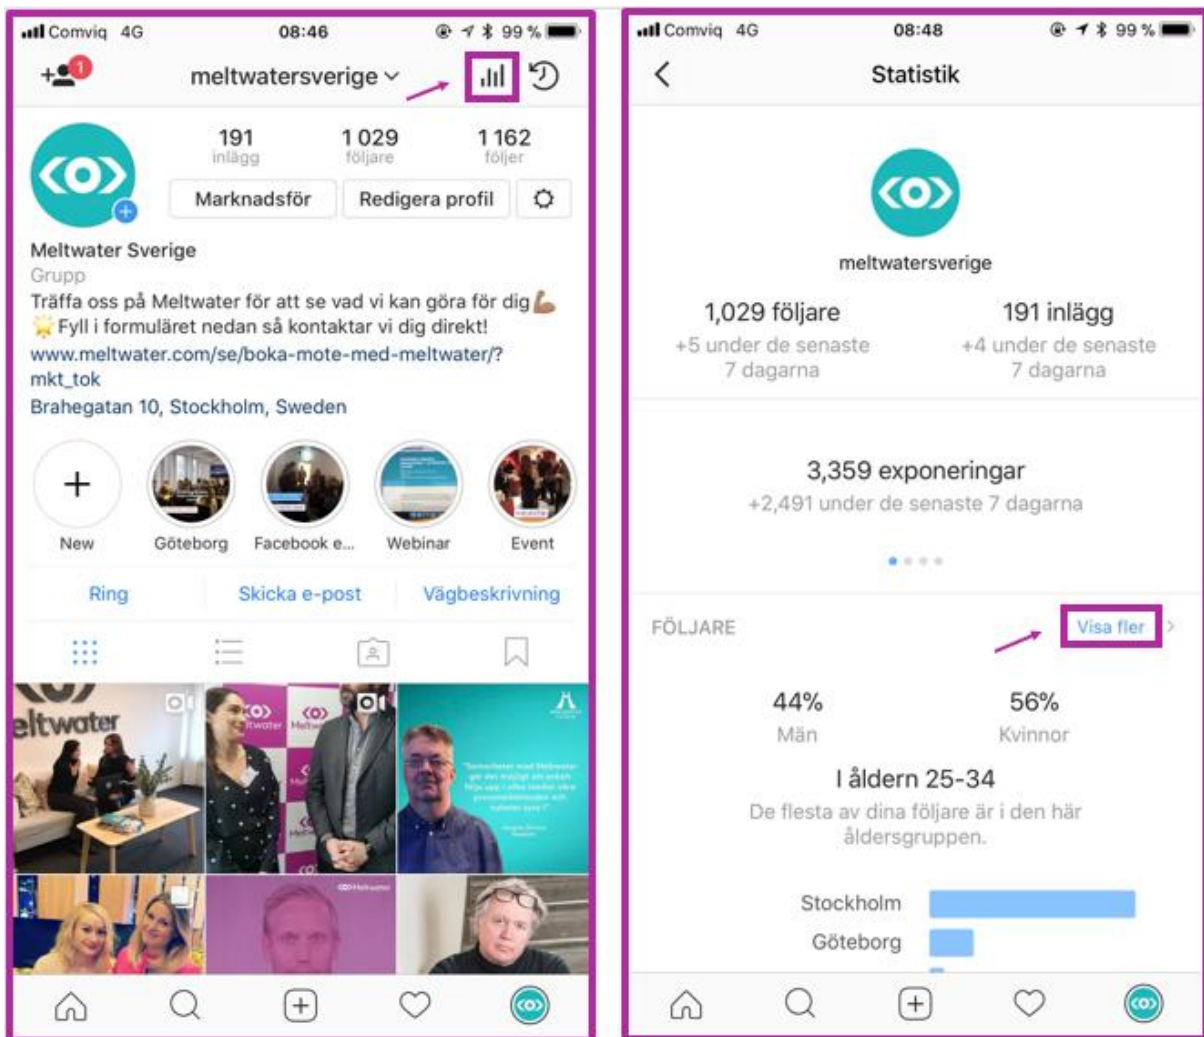 Comviq 4G 08:46 99 %
1 meltwatersverige
191 1 029 1 162
inlägg följare följer
Marknadsför Redigera profil
Meltwater Sverige
Grupp
Träffa oss på Meltwater för att se vad vi kan göra för dig
Fyll i formuläret nedan så kontaktar vi dig direkt!
www.meltwater.com/se/boka-mote-med-meltwater/?
mkt_tok
Brahegatan 10, Stockholm, Sweden
New Göteborg Facebook e... Webinar Event
Ring Skicka e-post Vägbeskrivning
eltwater
Meltwater
Comviq 4G 08:48 99 %
Statistik
meltwatersverige
1,029 följare 191 inlägg
+5 under de senaste +4 under de senaste
7 dagarna 7 dagarna
3,359 exponeringar
+2,491 under de senaste 7 dagarna
FÖLJARE Visa fler
44% 56%
Män Kvinnor
I åldern 25-34
De flesta av dina följare är i den här
åldersgruppen.
Stockholm
Göteborg